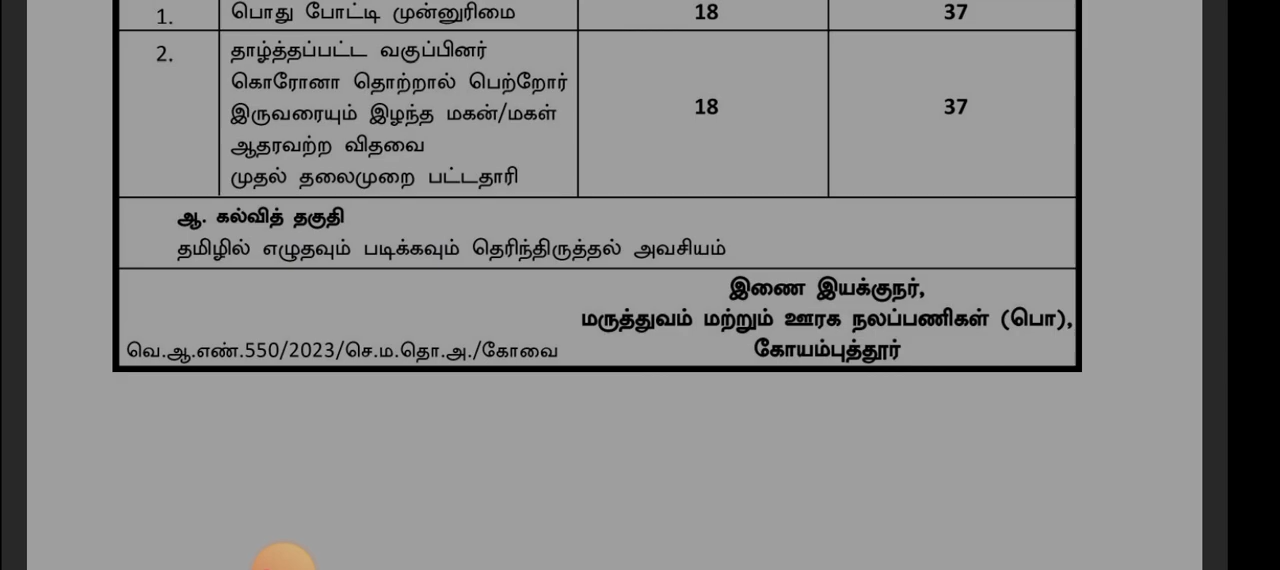 1. பொது போட்டி முன்னுரிமை 18 37
2. தாழ்த்தப்பட்ட வகுப்பினர்
கொரோனா தொற்றால் பெற்றோர்
இருவரையும் இழந்த மகன்/மகள் 18 37
ஆதரவற்ற விதவை
முதல் தலைமுறை பட்டதாரி
ஆ. கல்வித் தகுதி
தமிழில் எழுதவும் படிக்கவும் தெரிந்திருத்தல் அவசியம்
இணை இயக்குநர்,
மருத்துவம் மற்றும் ஊரக நலப்பணிகள் (பொ),
வெ.ஆ.எண்.550/2023/செ.ம.தொ.அ./கோவை கோயம்புத்தூர்